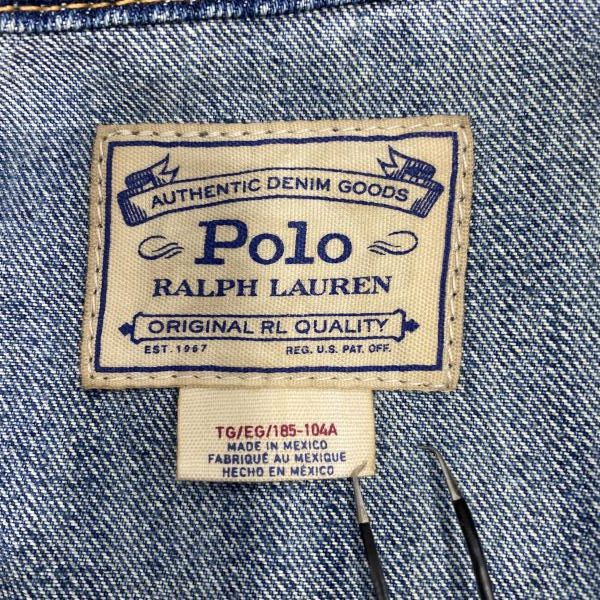 AUTHENTIC DENIM GOODS
Polo
RALPH LAUREN
ORIGINAL RL QUALITY
EST. 1967 REG. U.S. PAT. OFF.
TG/EG/185-104A
MADE IN MEXICO
FABRIQUÉ AU MEXIQUE
HECHO EN MÉXICO